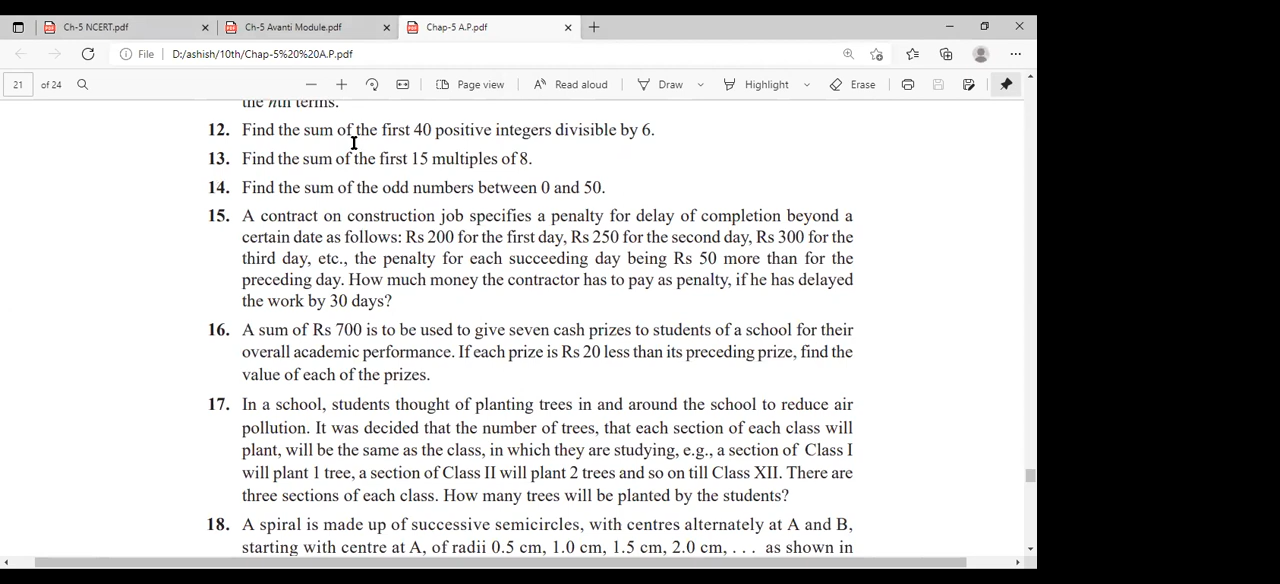 Ch-5 NCERT.pdf
Ch-5 Avanti Module.pdf
Chap-5 A.P.pdf
File
D:/ashish/10th/Chap-5%20%20A.P.pdf
21 of 24
Page view
Read aloud
Draw
Highlight
Erase
the nth terms.
12. Find the sum of the first 40 positive integers divisible by 6.
13. Find the sum of the first 15 multiples of 8.
14. Find the sum of the odd numbers between 0 and 50.
15. A contract on construction job specifies a penalty for delay of completion beyond a
certain date as follows: Rs 200 for the first day, Rs 250 for the second day, Rs 300 for the
third day, etc., the penalty for each succeeding day being Rs 50 more than for the
preceding day. How much money the contractor has to pay as penalty, if he has delayed
the work by 30 days?
16. A sum of Rs 700 is to be used to give seven cash prizes to students of a school for their
overall academic performance. If each prize is Rs 20 less than its preceding prize, find the
value of each of the prizes.
17. In a school, students thought of planting trees in and around the school to reduce air
pollution. It was decided that the number of trees, that each section of each class will
plant, will be the same as the class, in which they are studying, e.g., a section of Class I
will plant 1 tree, a section of Class II will plant 2 trees and so on till Class XII. There are
three sections of each class. How many trees will be planted by the students?
18. A spiral is made up of successive semicircles, with centres alternately at A and B,
starting with centre at A, of radii 0.5 cm, 1.0 cm, 1.5 cm, 2.0 cm, . . . as shown in